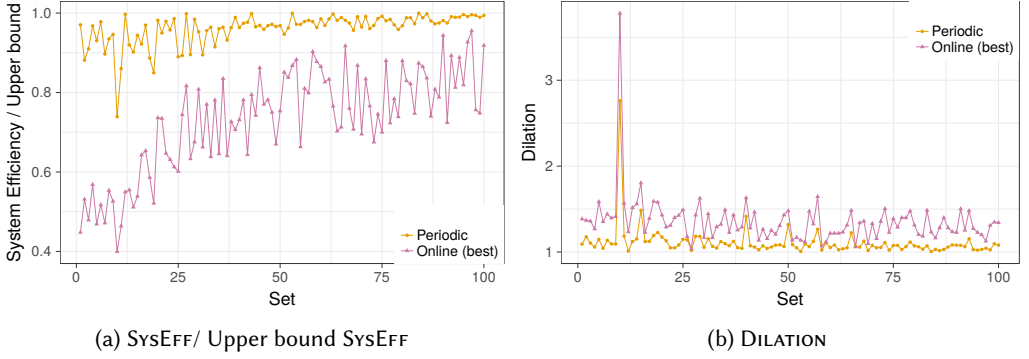 System Efficiency / Upper bound
1.0
0.8
0.6
0.4
0
25
50
75
100
Set
Periodic
Online (best)
(a) SysEff/ Upper bound SysEff
Dilation
3
2
1
0
25
50
75
100
Set
Periodic
Online (best)
(b) Dilation